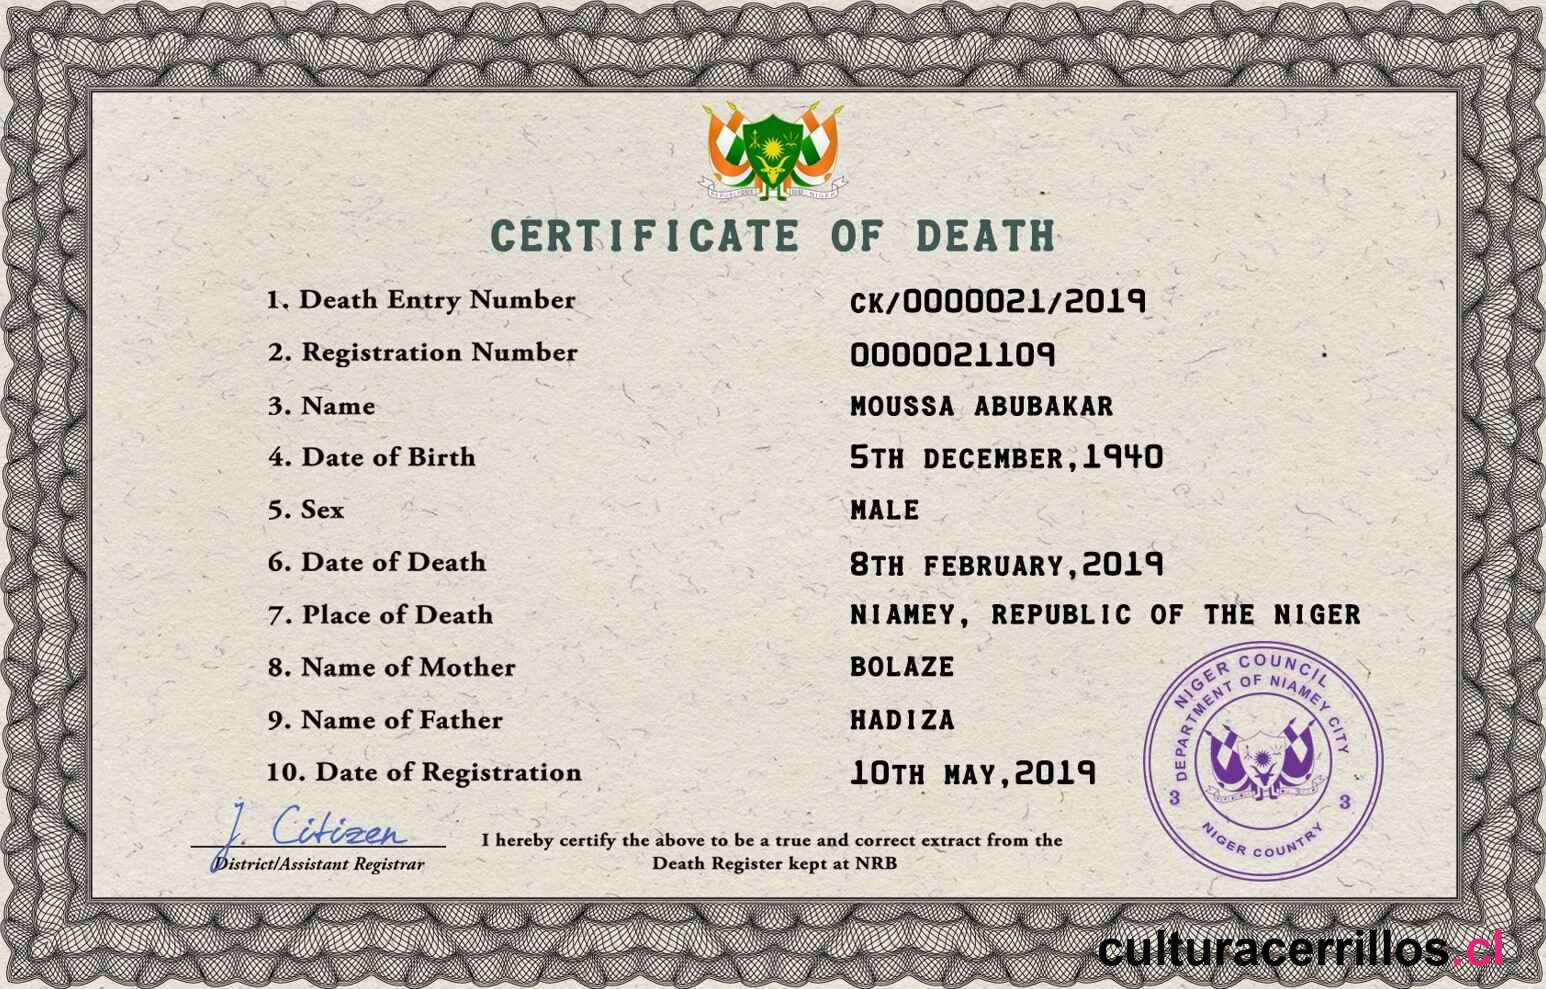 CERTIFICATE OF DEATH
1. Death Entry Number CK/0000021/2019
2. Registration Number 0000021109
3. Name MOUSSA ABUBAKAR
4. Date of Birth 5TH DECEMBER,1940
5. Sex MALE
6. Date of Death 8TH FEBRUARY,2019
7. Place of Death NIAMEY, REPUBLIC OF THE NIGER
8. Name of Mother BOLAZE
9. Name of Father HADIZA
10. Date of Registration 10TH MAY,2019
NIGER COUNCIL
DEPARTMENT OF NIAMEY CITY
3 3
NIGER COUNTRY
J. Citizen
District/Assistant Registrar
I hereby certify the above to be a true and correct extract from the
Death Register kept at NRB
culturacerrillos.cl